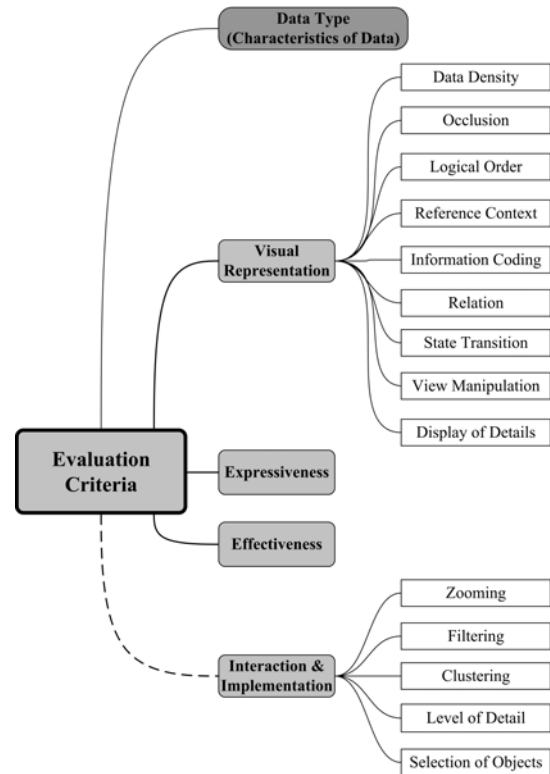 Data Type
(Characteristics of Data)
Data Density
Occlusion
Logical Order
Reference Context
Visual
Representation
Information Coding
Relation
State Transition
View Manipulation
Display of Details
Evaluation
Criteria
Expressiveness
Effectiveness
Zooming
Filtering
Interaction &
Implementation
Clustering
Level of Detail
Selection of Objects